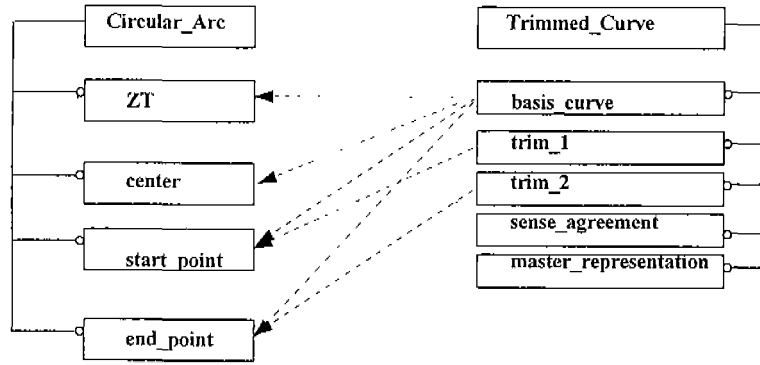 Circular_Arc
ZT
center
start_point
end_point
Trimmed_Curve
basis_curve
trim_1
trim_2
sense_agreement
master_representation